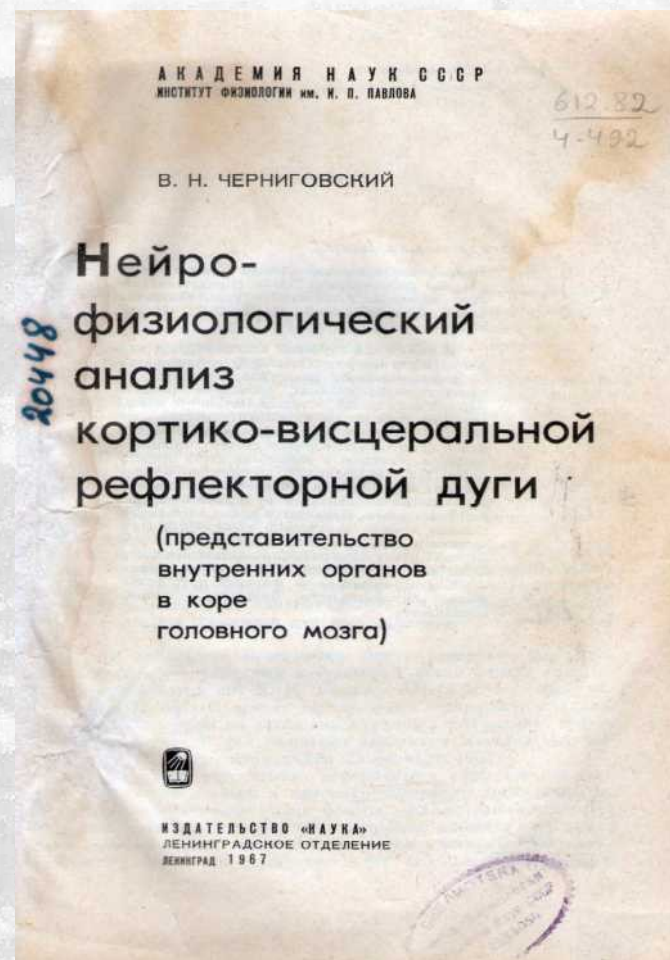 АКАДЕМИЯ НАУК СССР
ИНСТИТУТ ФИЗИОЛОГИИ им. И. П. ПАВЛОВА
612.82
Ч-492
В. Н. ЧЕРНИГОВСКИЙ
Нейро-
физиологический
анализ
кортико-висцеральной
рефлекторной дуги
(представительство
внутренних органов
в коре
головного мозга)
20448
ИЗДАТЕЛЬСТВО «НАУКА»
ЛЕНИНГРАДСКОЕ ОТДЕЛЕНИЕ
ЛЕНИНГРАД 1967